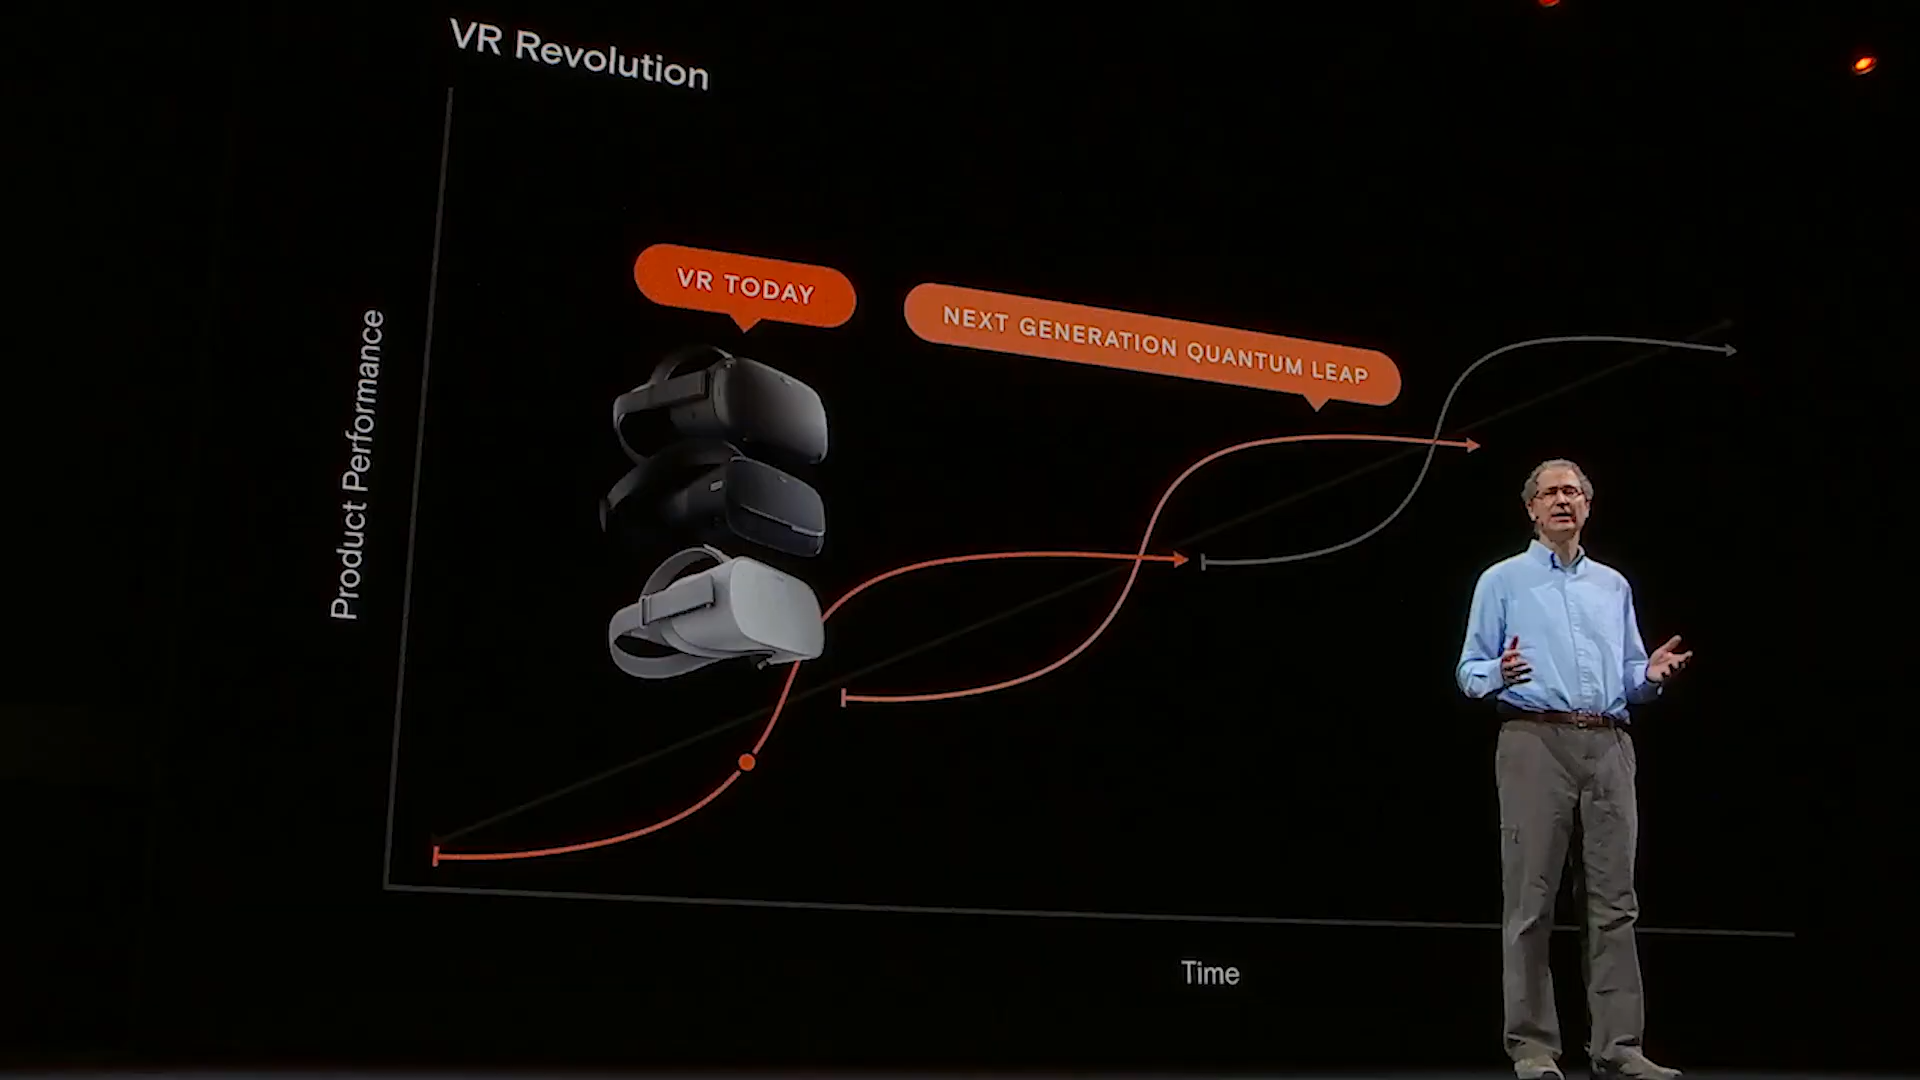 VR Revolution
VR TODAY
NEXT GENERATION QUANTUM LEAP
Product Performance
Time